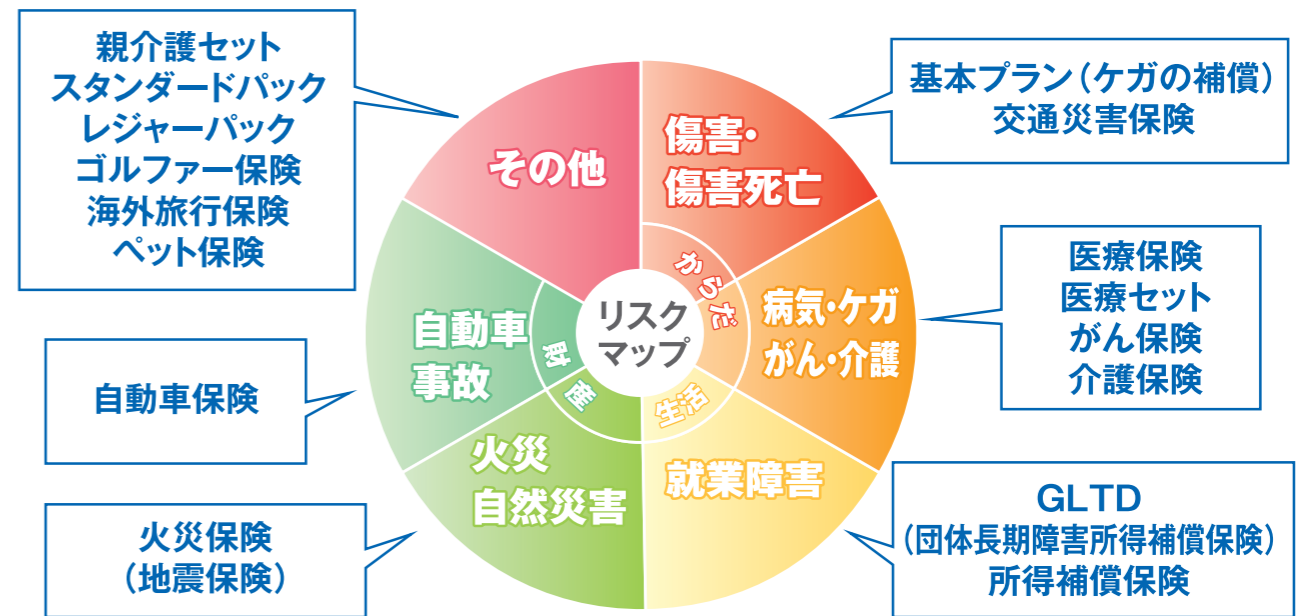 親介護セット
スタンダードパック
レジャーパック
ゴルファー保険
海外旅行保険
ペット保険
基本プラン(ケガの補償)
交通災害保険
医療保険
医療セット
がん保険
介護保険
GLTD
(団体長期障害所得補償保険)
所得補償保険
火災保険
(地震保険)
自動車保険
その他
傷害・
傷害死亡
病気・ケガ
がん・介護
就業障害
火災
自然災害
自動車
事故
からだ
生活
財産
リスク
マップ